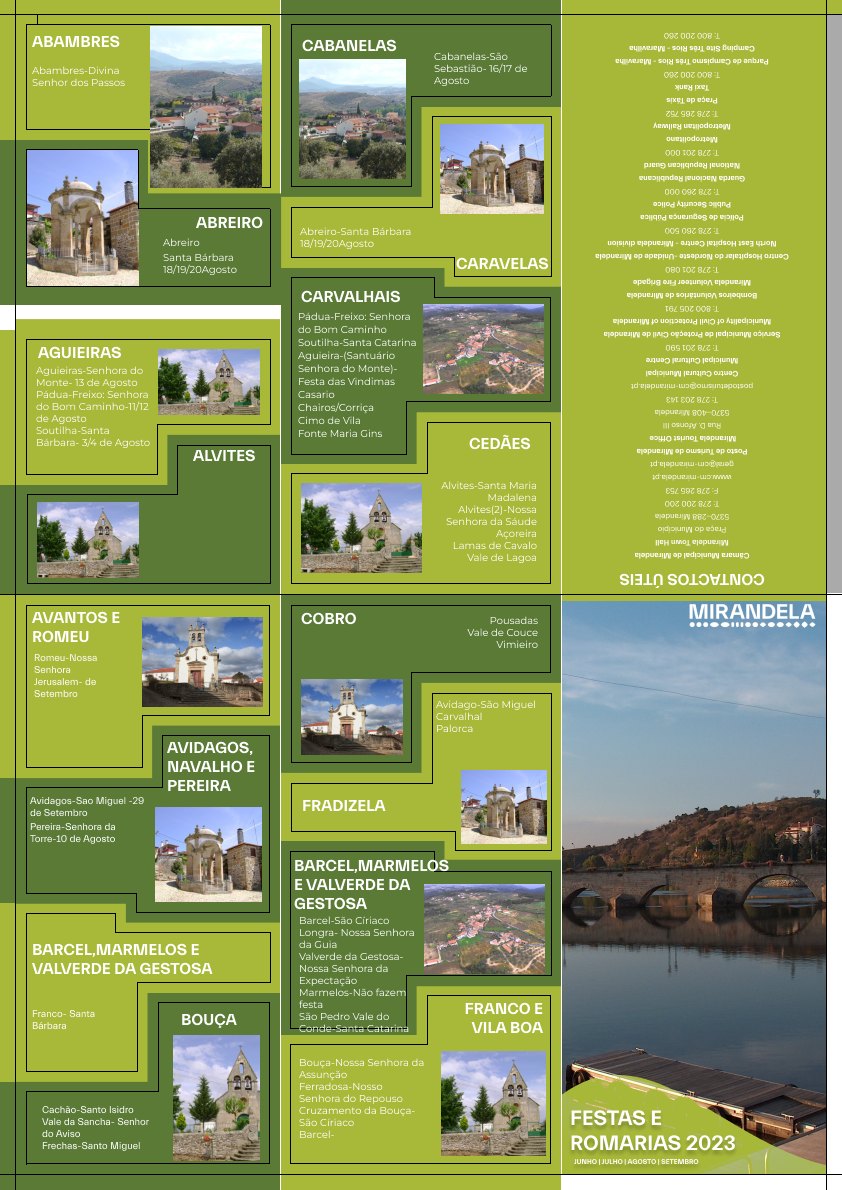 ABAMBRES
Abambres-Divina
Senhor dos Passos
ABREIRO
Abreiro
Santa Bárbara
18/19/20Agosto
AGUIEIRAS
Aguieiras-Senhora do
Monte- 13 de Agosto
Pádua-Freixo: Senhora
do Bom Caminho-11/12
de Agosto
Soutilha-Santa
Bárbara- 3/4 de Agosto
ALVITES
CABANELAS
Cabanelas-São
Sebastião- 16/17 de
Agosto
Abreiro-Santa Bárbara
18/19/20Agosto
CARAVELAS
CARVALHAIS
Pádua-Freixo: Senhora
do Bom Caminho
Soutilha-Santa Catarina
Aguieira-(Santuário
Senhora do Monte)-
Festa das Vindimas
Casario
Chairos/Corriça
Cimo de Vila
Fonte Maria Gins
CEDÃES
Alvites-Santa Maria
Madalena
Alvites(2)-Nossa
Senhora da Sáude
Açoreira
Lamas de Cavalo
Vale de Lagoa
CONTACTOS ÚTEIS
Câmara Municipal de Mirandela
Mirandela Town Hall
Praça do Município
5370–288 Mirandela
T: 278 200 200
F: 278 265 753
www.cm-mirandela.pt
geral@cm-mirandela.pt
Posto de Turismo de Mirandela
Mirandela Tourist Office
Rua D. Afonso III
5370–408 Mirandela
T: 278 203 143
postodeturismo@cm-mirandela.pt
Centro Cultural Municipal
Municipal Cultural Centre
T: 278 201 590
Serviço Municipal de Proteção Civil de Mirandela
Municipality of Civil Protection of Mirandela
T: 800 205 791
Bombeiros Voluntários de Mirandela
Mirandela Volunteer Fire Brigade
T: 278 201 080
Centro Hospitalar do Nordeste -Unidade de Mirandela
North East Hospital Centre - Mirandela division
T: 278 260 500
Polícia de Segurança Pública
Public Security Police
T: 278 260 000
Guarda Nacional Republicana
National Republican Guard
T: 278 201 000
Metropolitano
Metropolitan Railway
T: 278 265 752
Praça de Táxis
Taxi Rank
T: 800 200 260
Parque de Campismo Três Rios - Maravilha
Camping Site Três Rios - Maravilha
T: 800 200 260
AVANTOS E
ROMEU
Romeu-Nossa
Senhora
Jerusalem- de
Setembro
AVIDAGOS,
NAVALHO E
PEREIRA
Avidagos-Sao Miguel -29
de Setembro
Pereira-Senhora da
Torre-10 de Agosto
BARCEL,MARMELOS E
VALVERDE DA GESTOSA
Franco- Santa
Bárbara
BOUÇA
Cachão-Santo Isidro
Vale da Sancha- Senhor
do Aviso
Frechas-Santo Miguel
COBRO
Pousadas
Vale de Couce
Vimieiro
Avidago-São Miguel
Carvalhal
Palorca
FRADIZELA
BARCEL,MARMELOS
E VALVERDE DA
GESTOSA
Barcel-São Círiaco
Longra- Nossa Senhora
da Guia
Valverde da Gestosa-
Nossa Senhora da
Expectação
Marmelos-Não fazem
festa
São Pedro Vale do
Conde-Santa Catarina
FRANCO E
VILA BOA
Bouça-Nossa Senhora da
Assunção
Ferradosa-Nosso
Senhora do Repouso
Cruzamento da Bouça-
São Ciríaco
Barcel-
MIRANDELA
FESTAS E
ROMARIAS 2023
JUNHO | JULHO | AGOSTO | SETEMBRO